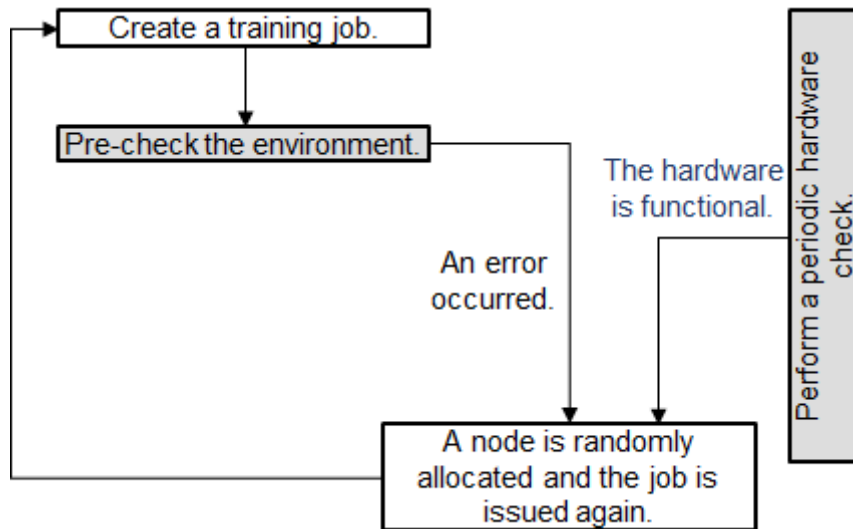 Create a training job.
Pre-check the environment.
The hardware
is functional.
An error
occurred.
Perform a periodic hardware
check.
A node is randomly
allocated and the job is
issued again.